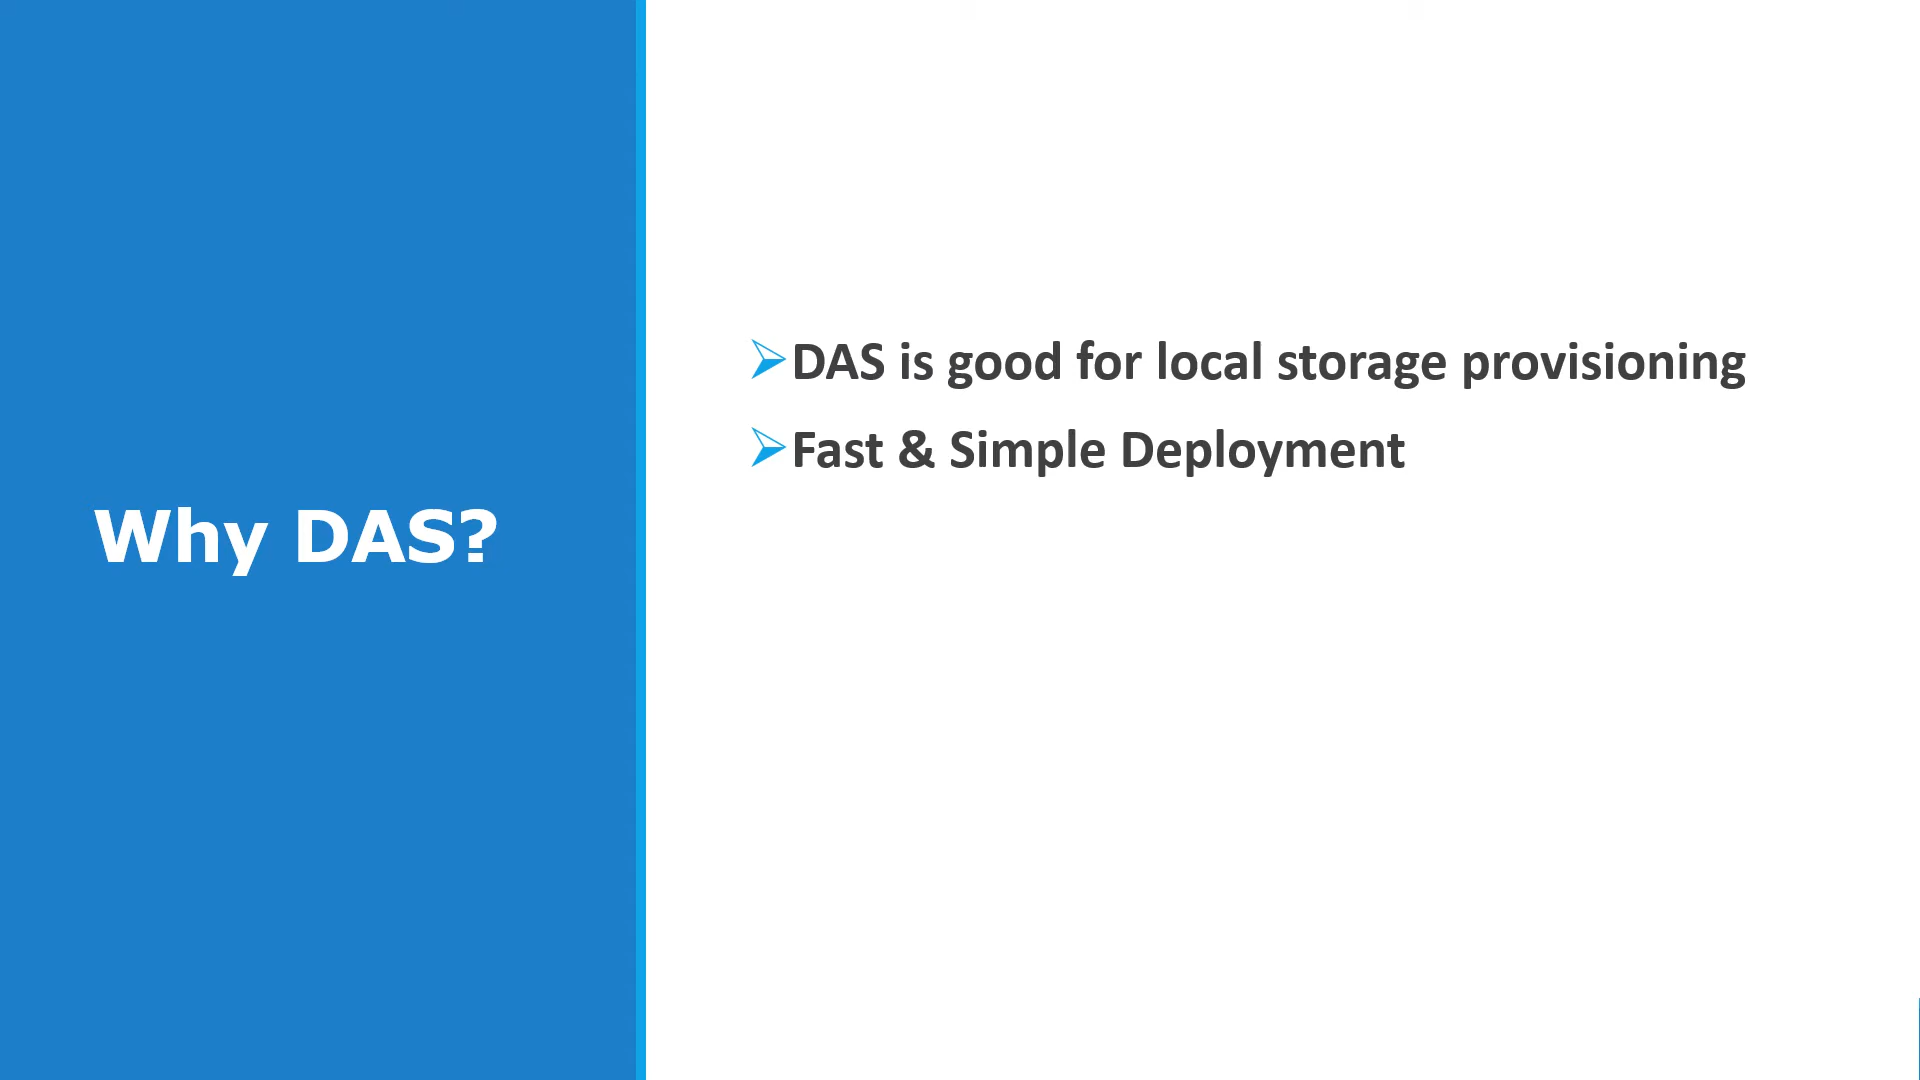 Why DAS?
DAS is good for local storage provisioning
Fast & Simple Deployment